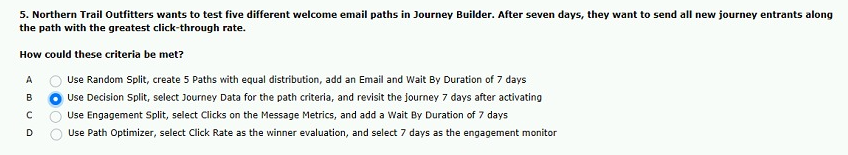 5. Northern Trail Outfitters wants to test five different welcome email paths in Journey Builder. After seven days, they want to send all new journey entrants along
the path with the greatest click-through rate.
How could these criteria be met?
A Use Random Split, create 5 Paths with equal distribution, add an Email and Wait By Duration of 7 days
B Use Decision Split, select Journey Data for the path criteria, and revisit the journey 7 days after activating
C Use Engagement Split, select Clicks on the Message Metrics, and add a Wait By Duration of 7 days
D Use Path Optimizer, select Click Rate as the winner evaluation, and select 7 days as the engagement monitor